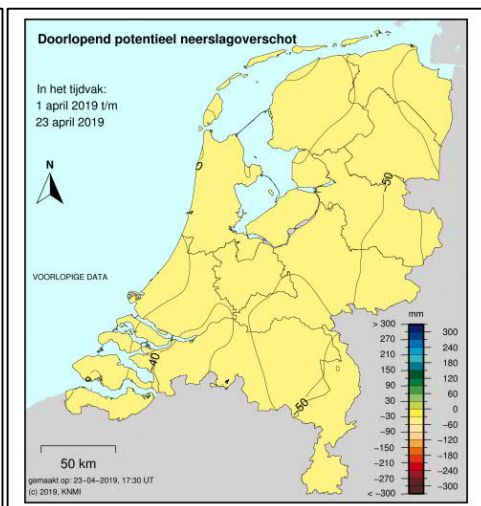 Doorlopend potentieel neerslagoverschot
In het tijdvak:
1 april 2019 t/m
23 april 2019
N
VOORLOPIGE DATA
-50
-40
-50
mm
> 300
300
270
240
210
180
150
120
90
60
30
0
-30
-60
-90
-120
-150
-180
-210
-240
-270
-300
< -300
50 km
gemaakt op: 23-04-2019, 17:30 UT
(c) 2019, KNMI